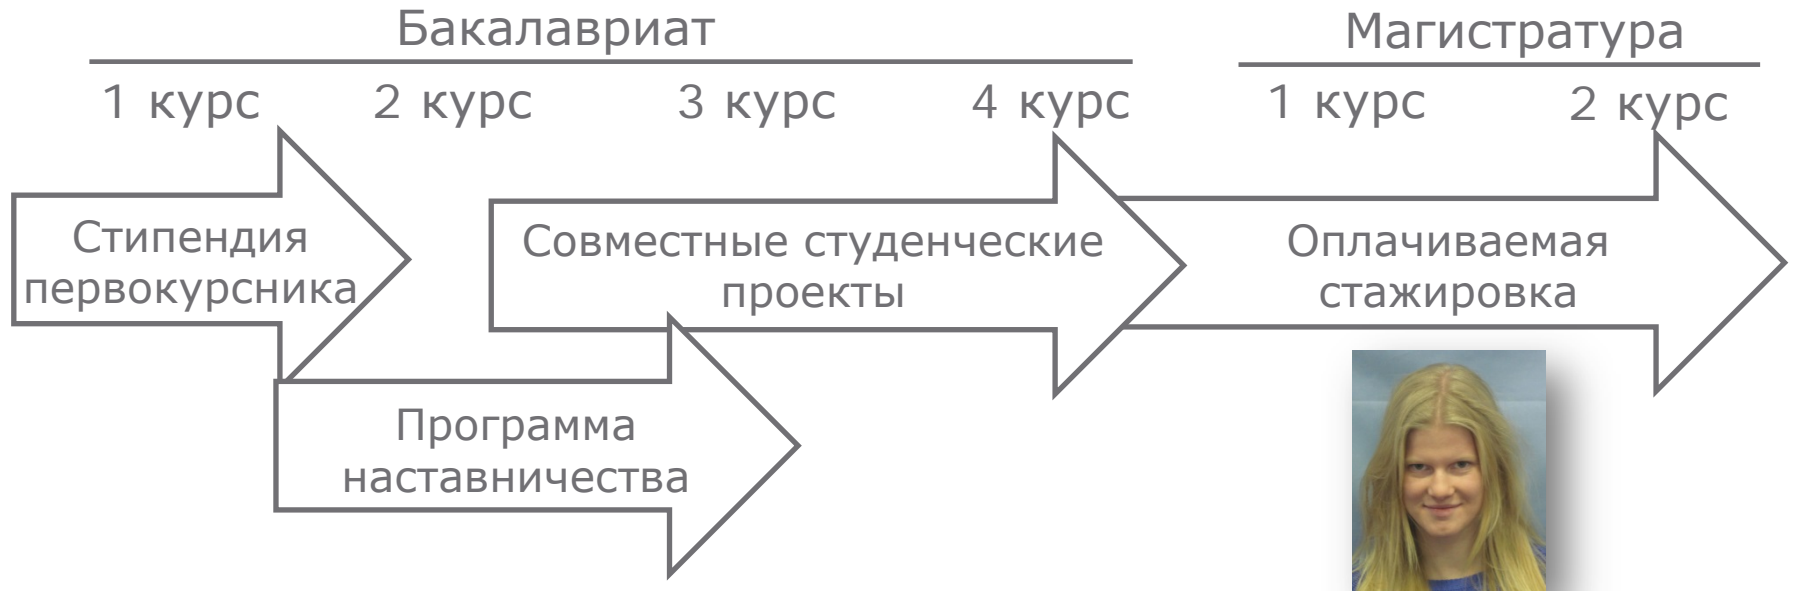 Бакалавриат
Магистратура
1 курс
2 курс
3 курс
4 курс
1 курс
2 курс
Стипендия
первокурсника
Совместные студенческие
проекты
Оплачиваемая
стажировка
Программа
наставничества